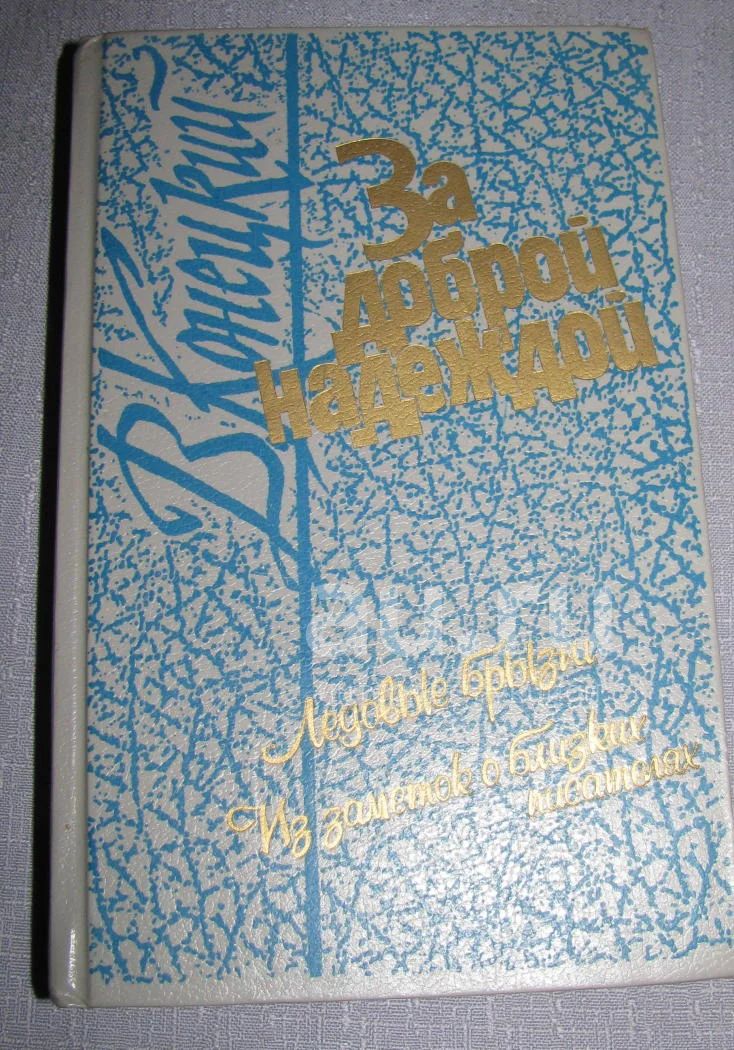 В.Конецкий
За
доброй
надеждой
Ледовые брызги
Из заметок о близких
писателях